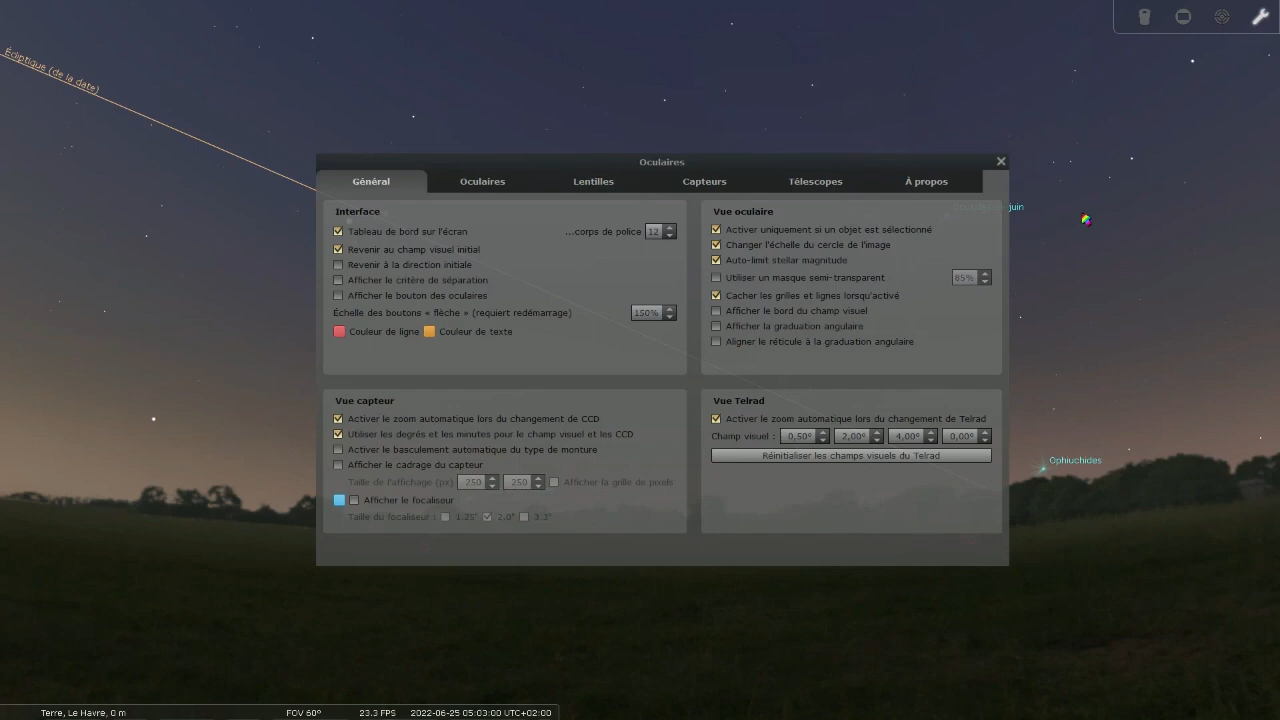 Écliptique (de la date)
Oculaires
Général
Oculaires
Lentilles
Capteurs
Télescopes
À propos
Interface
Tableau de bord sur l'écran
...corps de police
12
Revenir au champ visuel initial
Revenir à la direction initiale
Afficher le critère de séparation
Afficher le bouton des oculaires
Échelle des boutons « flèche » (requiert redémarrage)
150%
Couleur de ligne
Couleur de texte
Vue oculaire
juin
Activer uniquement si un objet est sélectionné
Changer l'échelle du cercle de l'image
Auto-limit stellar magnitude
Utiliser un masque semi-transparent
85%
Cacher les grilles et lignes lorsqu'activé
Afficher le bord du champ visuel
Afficher la graduation angulaire
Aligner le réticule à la graduation angulaire
Vue capteur
Activer le zoom automatique lors du changement de CCD
Utiliser les degrés et les minutes pour le champ visuel et les CCD
Activer le basculement automatique du type de monture
Afficher le cadrage du capteur
Taille de l'affichage (px)
250
250
Afficher la grille de pixels
Afficher le focaliseur
Taille du focaliseur :
1.25"
2.0"
3.3"
Vue Telrad
Activer le zoom automatique lors du changement de Telrad
Champ visuel :
0,50°
2,00°
4,00°
0,00°
Réinitialiser les champs visuels du Telrad
Ophiuchides
Terre, Le Havre, 0 m
FOV 60°
23.3 FPS
2022-06-25 05:03:00 UTC+02:00